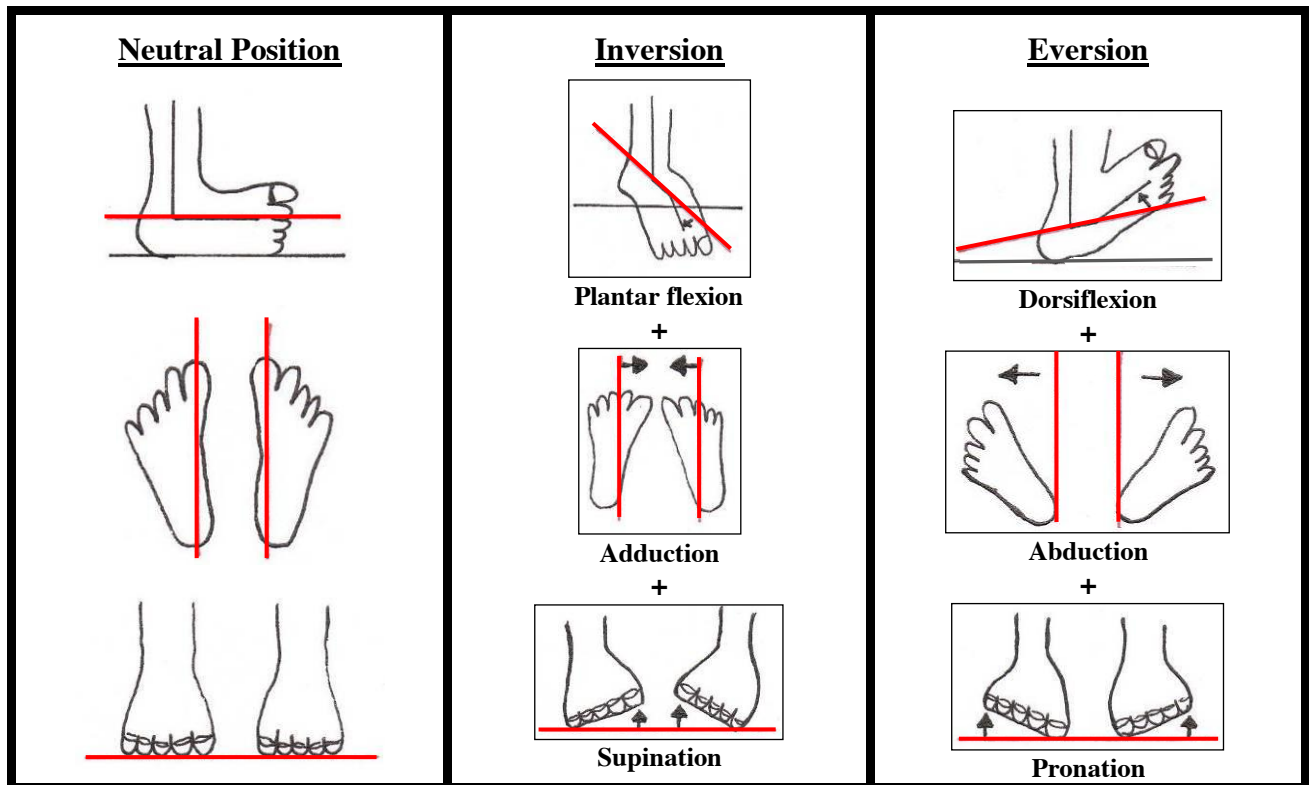 Neutral Position
Inversion
Plantar flexion
+
Adduction
+
Supination
Eversion
Dorsiflexion
+
Abduction
+
Pronation